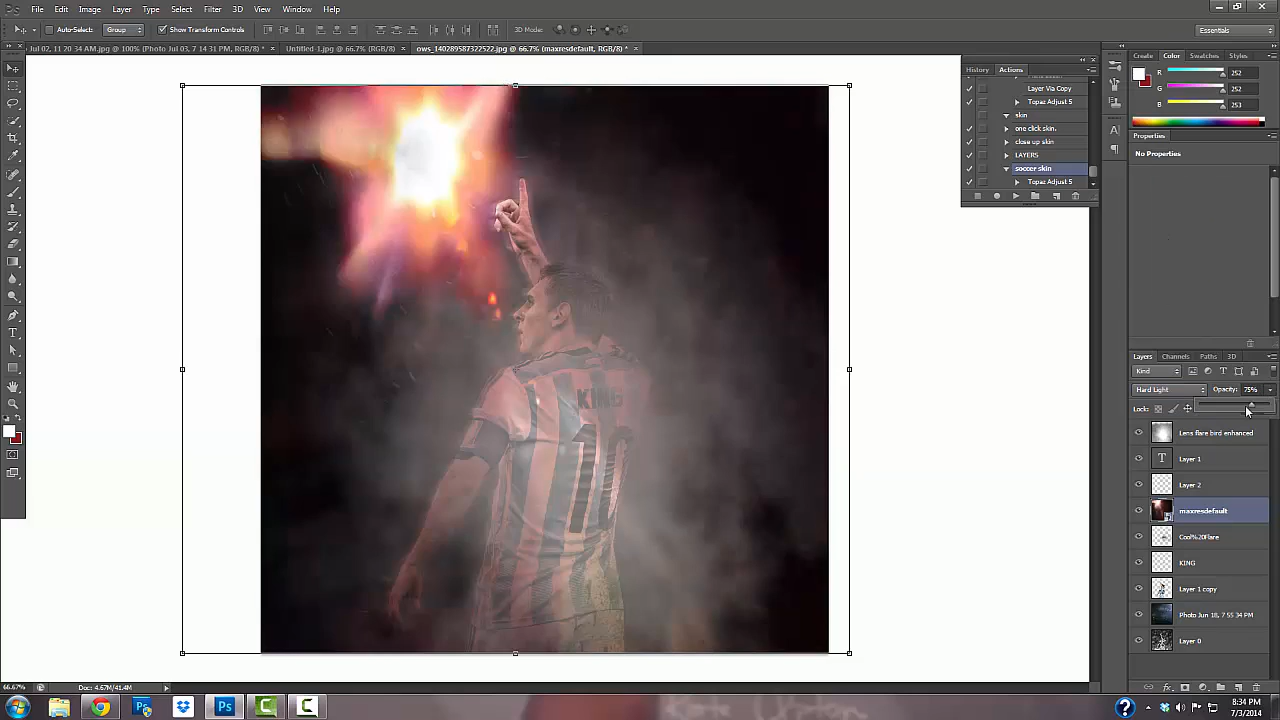 Ps File Edit Image Layer Type Select Filter 3D View Window Help
Auto-Select: Group Show Transform Controls 3D Mode: Essentials
Jul 02, 11 20 34 AM.jpg @ 100% (Photo Jul 03, 7 14 31 PM, RGB/8) * × Untitled-1.jpg @ 66.7% (RGB/8) × ows_140289587322522.jpg @ 66.7% (maxresdefault, RGB/8) * ×
History Actions
Layer Via Copy
Topaz Adjust 5
skin
one click skin.
close up skin
LAYERS
soccer skin
Topaz Adjust 5
Create Color Swatches Styles
R 252
G 252
B 253
Properties
No Properties
KING
10
Layers Channels Paths 3D
Kind
Hard Light Opacity: 75%
Lock:
Lens flare bird enhanced
T Layer 1
Layer 2
maxresdefault
Cool%20Flare
KING
Layer 1 copy
Photo Jun 18, 7 55 34 PM
Layer 0
66.67% Doc: 4.67M/41.4M
8:34 PM
7/3/2014